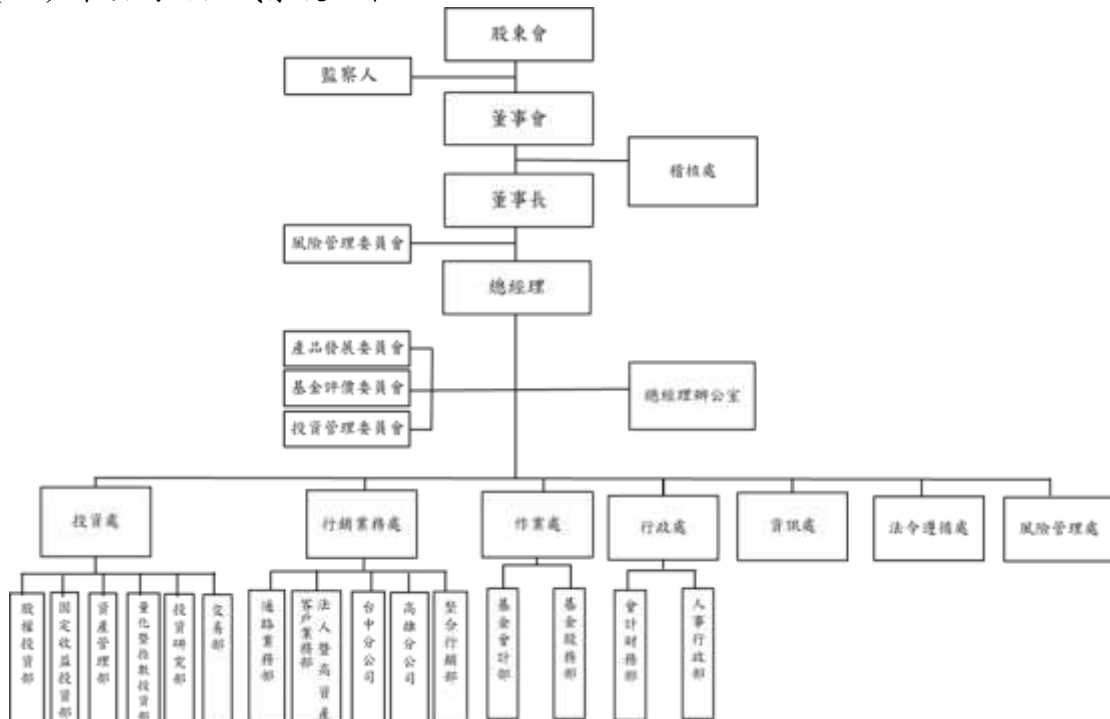 股東會
監察人
董事會
稽核處
董事長
風險管理委員會
總經理
產品發展委員會
基金評價委員會
總經理辦公室
投資管理委員會
投資處
行銷業務處
作業處
行政處
資訊處
法令遵循處
風險管理處
股權投資部
固定收益投資部
資產管理部
量化暨指數投資部
投資研究部
交易部
通路業務部
法人暨高資產
客戶業務部
台中分公司
高雄分公司
整合行銷部
基金會計部
基金股務部
會計財務部
人事行政部